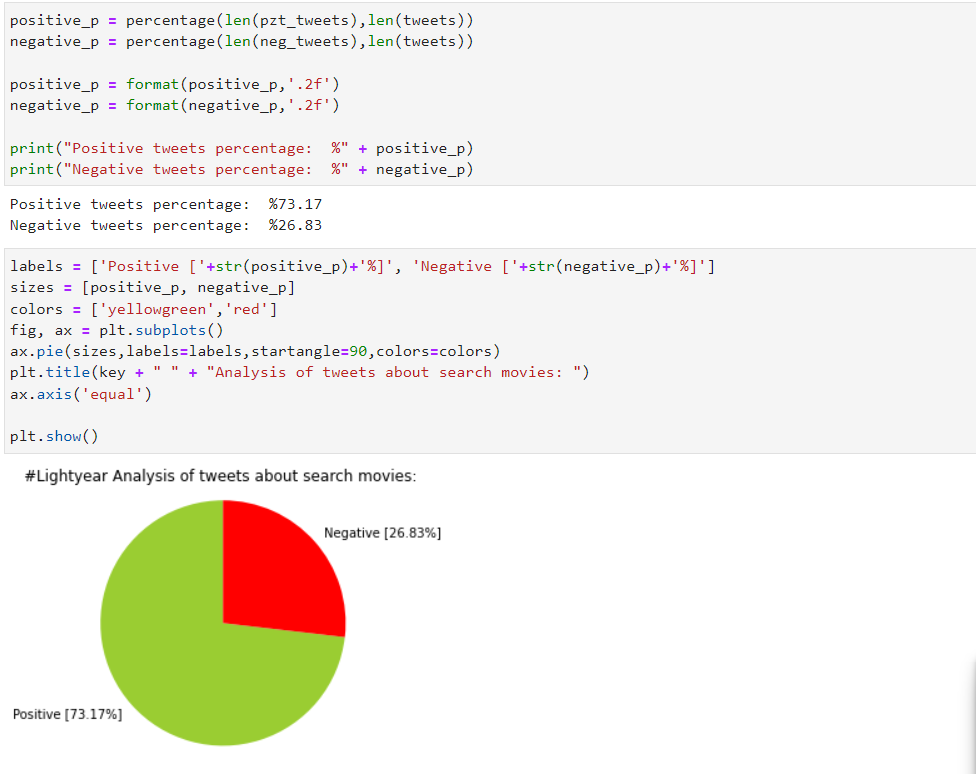 positive_p = percentage(len(pzt_tweets),len(tweets))
negative_p = percentage(len(neg_tweets),len(tweets))
positive_p = format(positive_p,'.2f')
negative_p = format(negative_p,'.2f')
print("Positive tweets percentage:  %" + positive_p)
print("Negative tweets percentage:  %" + negative_p)
Positive tweets percentage:  %73.17
Negative tweets percentage:  %26.83
labels = ['Positive ['+str(positive_p)+'%]', 'Negative ['+str(negative_p)+'%]']
sizes = [positive_p, negative_p]
colors = ['yellowgreen','red']
fig, ax = plt.subplots()
ax.pie(sizes,labels=labels,startangle=90,colors=colors)
plt.title(key + " " + "Analysis of tweets about search movies: ")
ax.axis('equal')
plt.show()
#Lightyear Analysis of tweets about search movies:
Negative [26.83%]
Positive [73.17%]